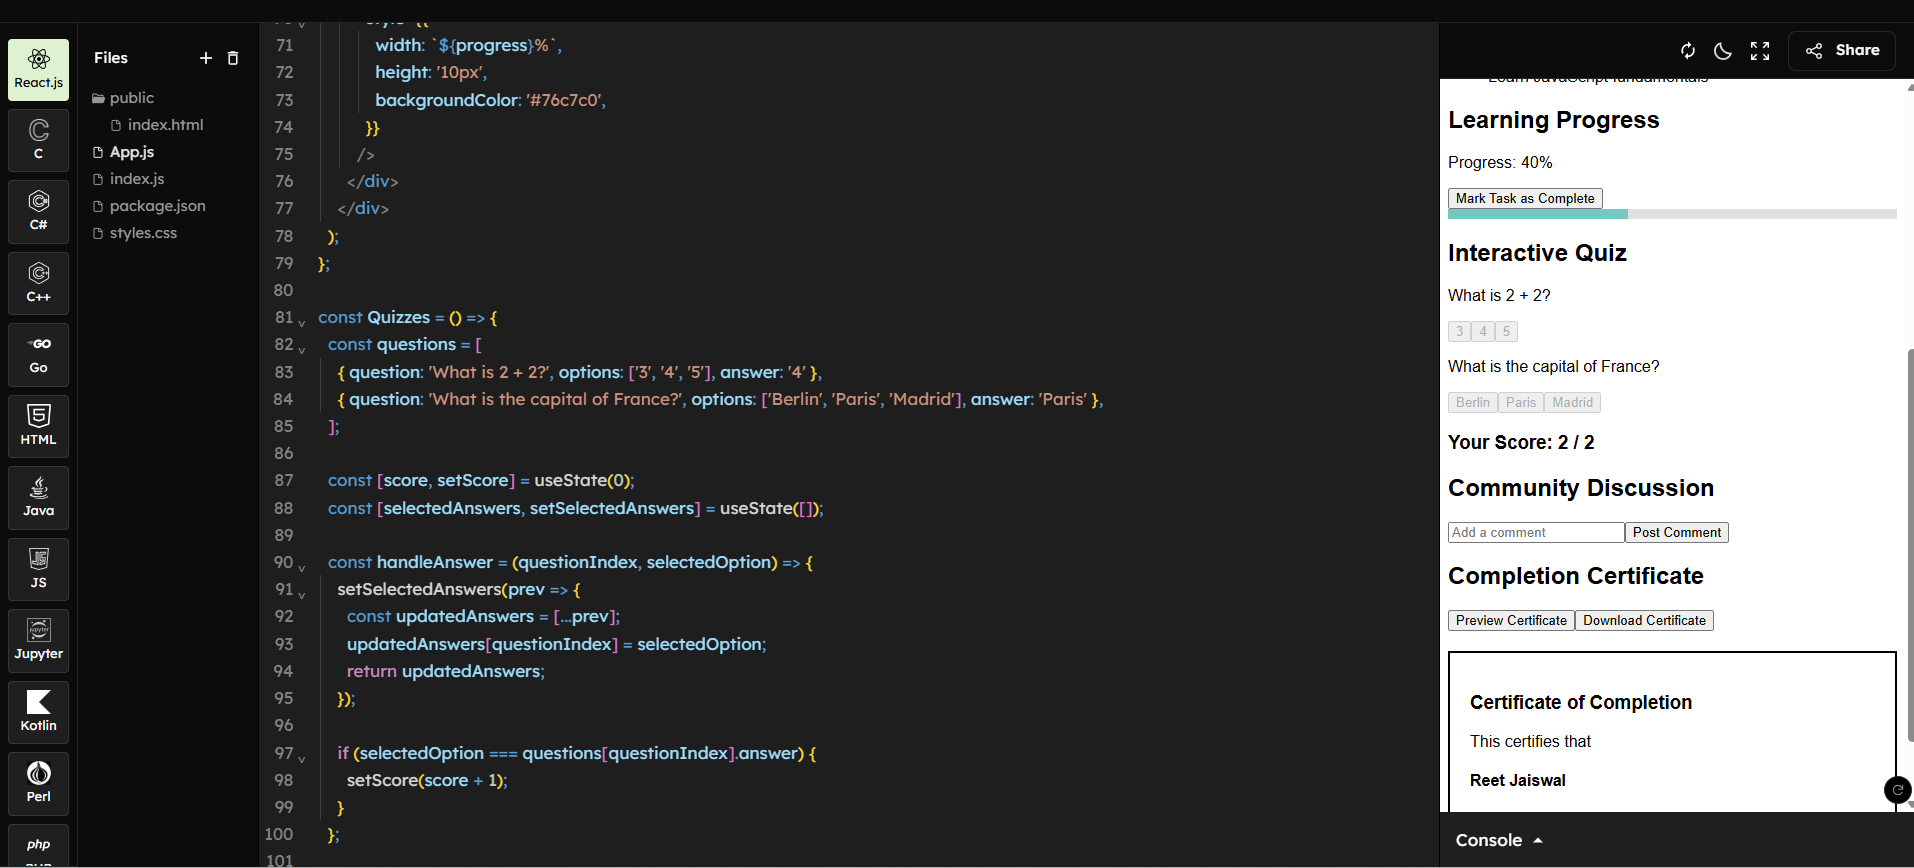 React.js
C
C#
C++
Go
HTML
Java
JS
Jupyter
Kotlin
Perl
php
Files
public
index.html
App.js
index.js
package.json
styles.css
71 width: `${progress}%`,
72 height: '10px',
73 backgroundColor: '#76c7c0',
74 }}
75 />
76 </div>
77 </div>
78 );
79 };
80
81 const Quizzes = () => {
82 const questions = [
83 { question: 'What is 2 + 2?', options: ['3', '4', '5'], answer: '4' },
84 { question: 'What is the capital of France?', options: ['Berlin', 'Paris', 'Madrid'], answer: 'Paris' },
85 ];
86
87 const [score, setScore] = useState(0);
88 const [selectedAnswers, setSelectedAnswers] = useState([]);
89
90 const handleAnswer = (questionIndex, selectedOption) => {
91 setSelectedAnswers(prev => {
92 const updatedAnswers = [...prev];
93 updatedAnswers[questionIndex] = selectedOption;
94 return updatedAnswers;
95 });
96
97 if (selectedOption === questions[questionIndex].answer) {
98 setScore(score + 1);
99 }
100 };
101
Share
Learn JavaScript fundamentals
Learning Progress
Progress: 40%
Mark Task as Complete
Interactive Quiz
What is 2 + 2?
3 4 5
What is the capital of France?
Berlin Paris Madrid
Your Score: 2 / 2
Community Discussion
Add a comment Post Comment
Completion Certificate
Preview Certificate Download Certificate
Certificate of Completion
This certifies that
Reet Jaiswal
Console